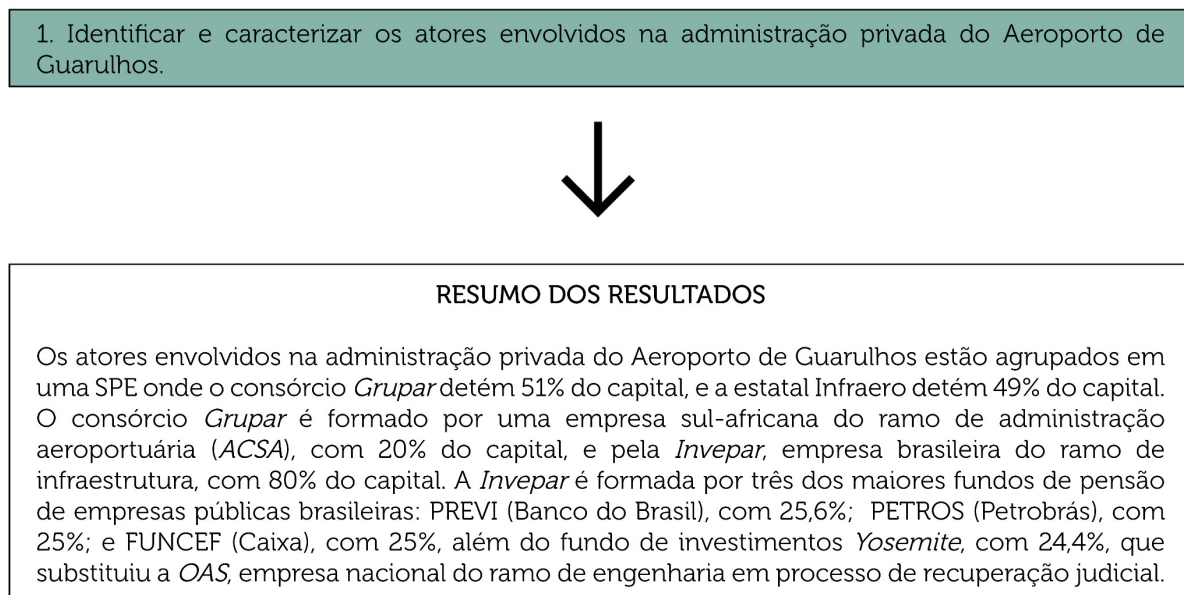 1. Identificar e caracterizar os atores envolvidos na administração privada do Aeroporto de
Guarulhos.
RESUMO DOS RESULTADOS
Os atores envolvidos na administração privada do Aeroporto de Guarulhos estão agrupados em
uma SPE onde o consórcio Grupar detém 51% do capital, e a estatal Infraero detém 49% do capital.
O consórcio Grupar é formado por uma empresa sul-africana do ramo de administração
aeroportuária (ACSA), com 20% do capital, e pela Invepar, empresa brasileira do ramo de
infraestrutura, com 80% do capital. A Invepar é formada por três dos maiores fundos de pensão
de empresas públicas brasileiras: PREVI (Banco do Brasil), com 25,6%; PETROS (Petrobrás), com
25%; e FUNCEF (Caixa), com 25%, além do fundo de investimentos Yosemite, com 24,4%, que
substituiu a OAS, empresa nacional do ramo de engenharia em processo de recuperação judicial.